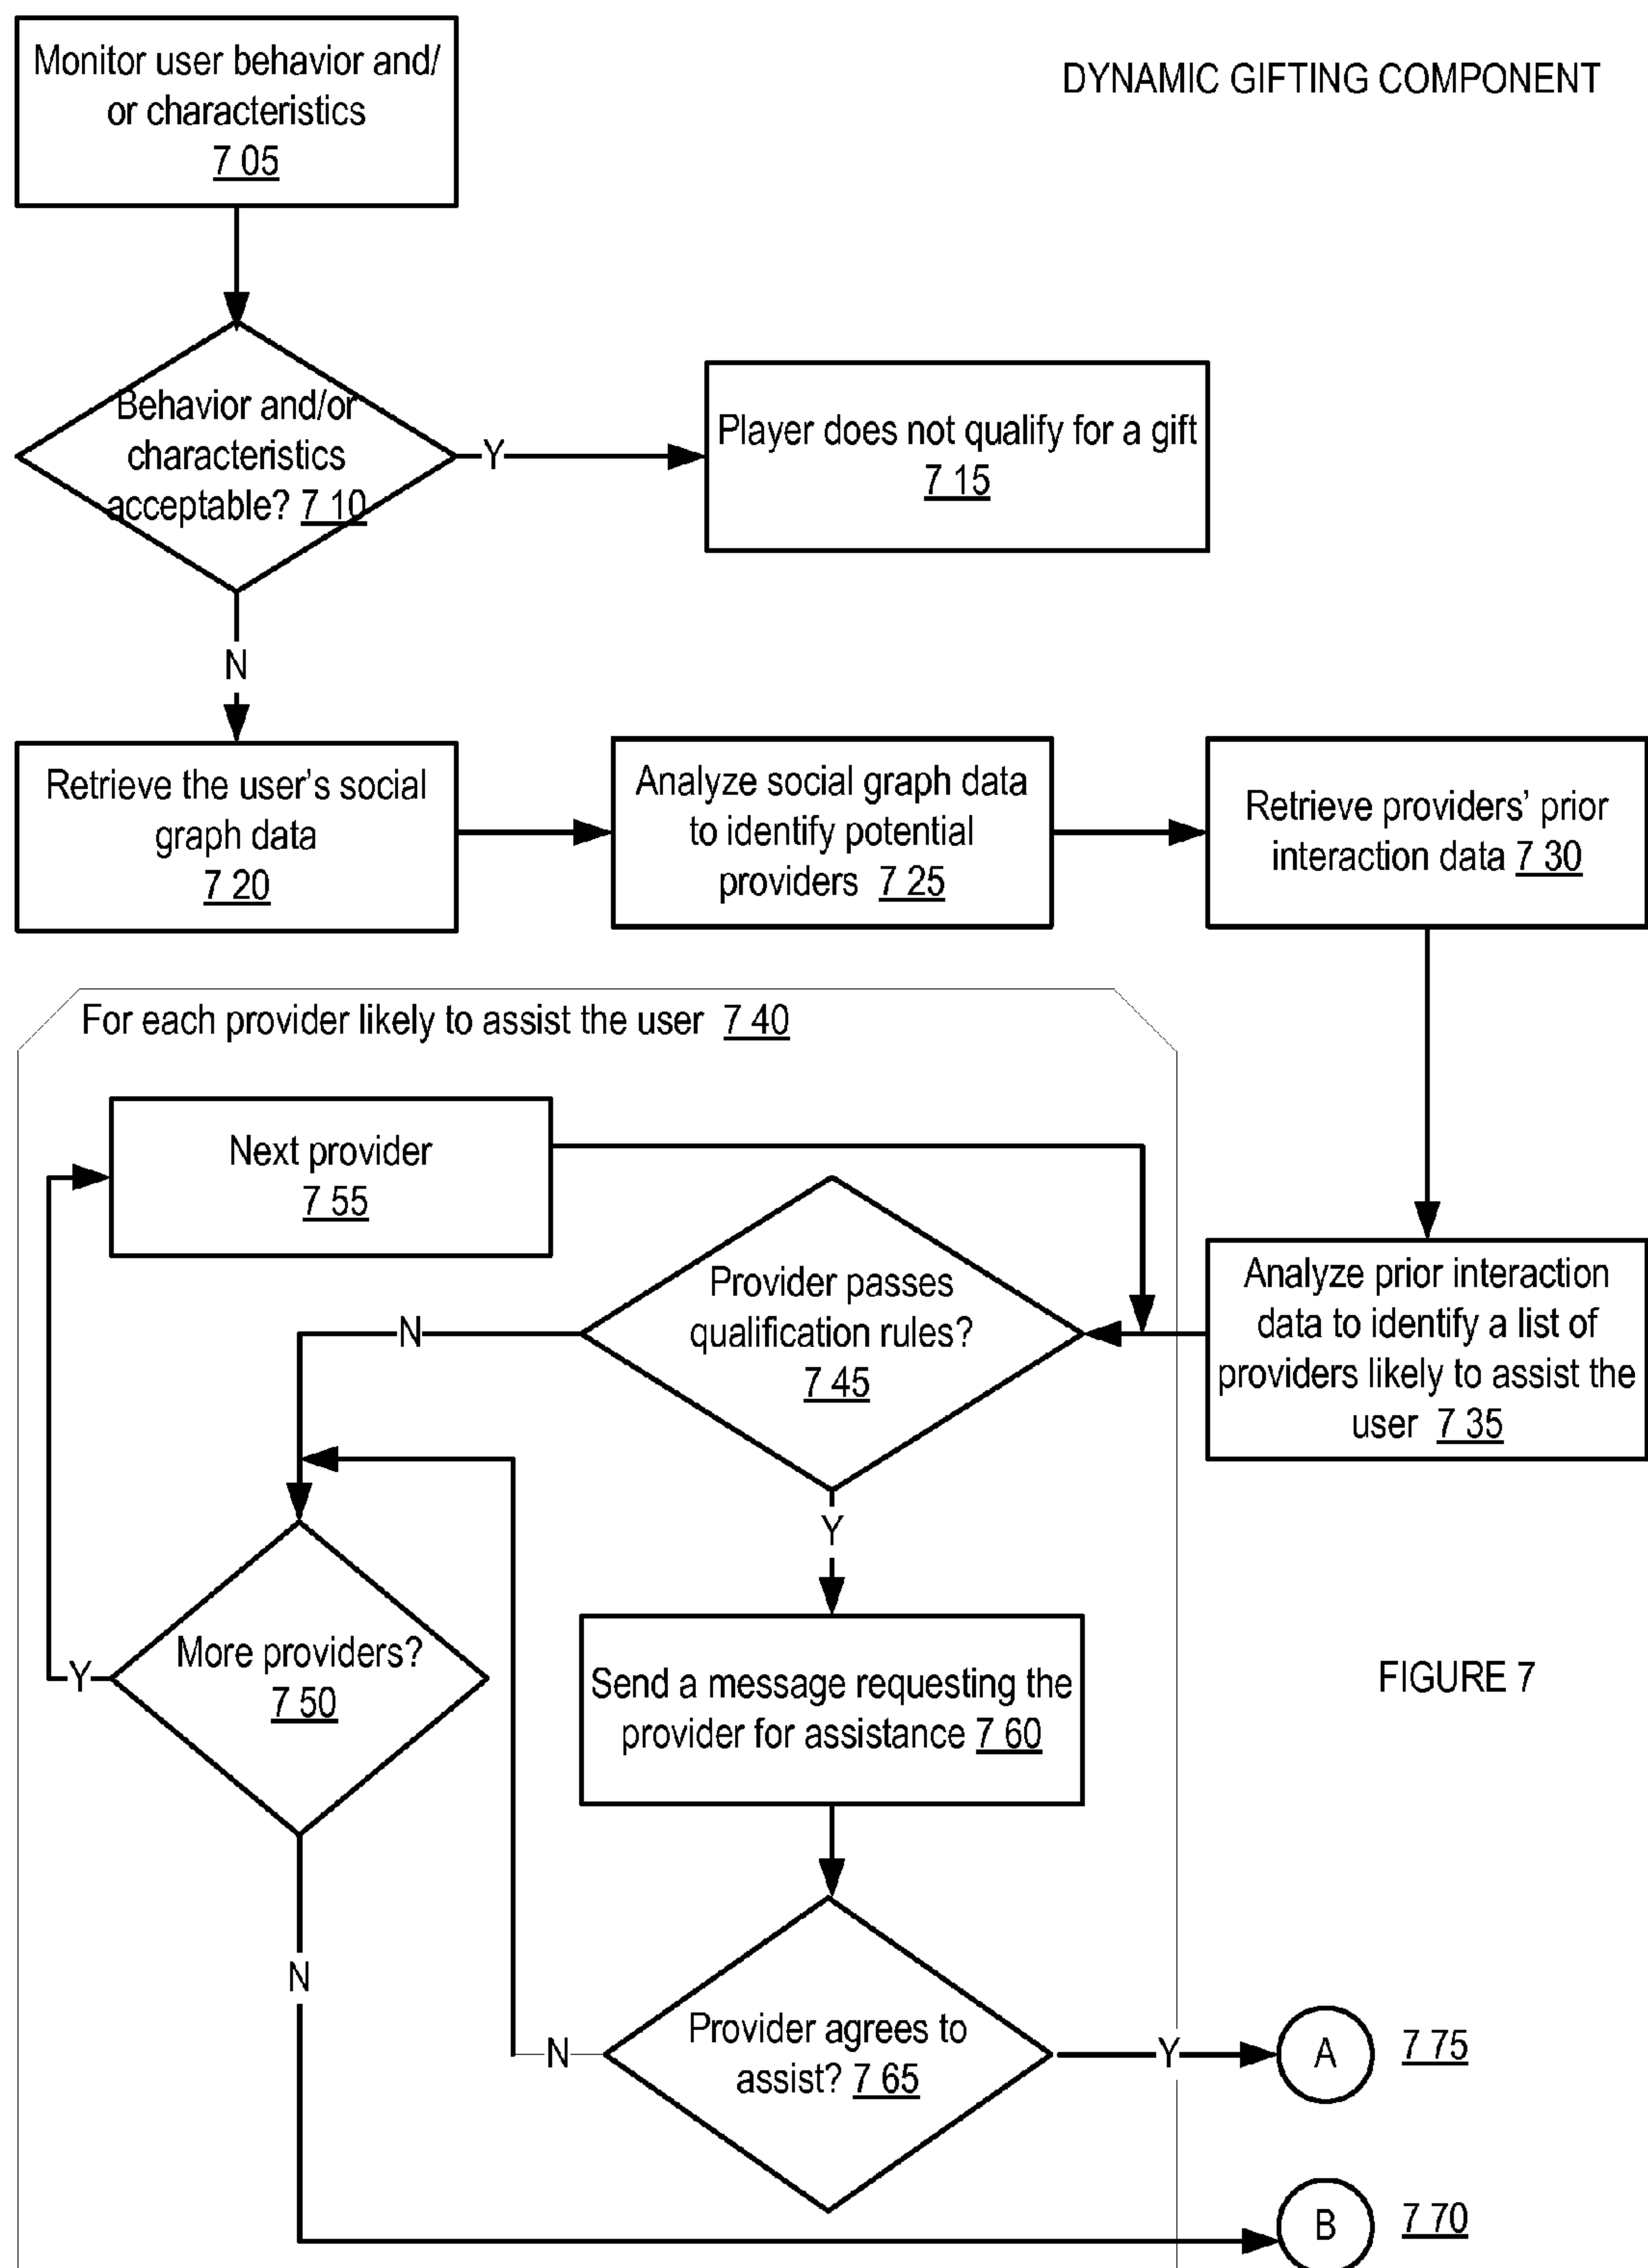 Monitor user behavior and/
or characteristics
7 05
DYNAMIC GIFTING COMPONENT
Behavior and/or
characteristics
acceptable? 7 10
Y
Player does not qualify for a gift
7 15
N
Retrieve the user's social
graph data
7 20
Analyze social graph data
to identify potential
providers 7 25
Retrieve providers' prior
interaction data 7 30
For each provider likely to assist the user 7 40
Next provider
7 55
Provider passes
qualification rules?
7 45
N
Analyze prior interaction
data to identify a list of
providers likely to assist the
user 7 35
Y
More providers?
7 50
Y
Send a message requesting the
provider for assistance 7 60
FIGURE 7
N
Provider agrees to
assist? 7 65
N
Y
A
7 75
B
7 70